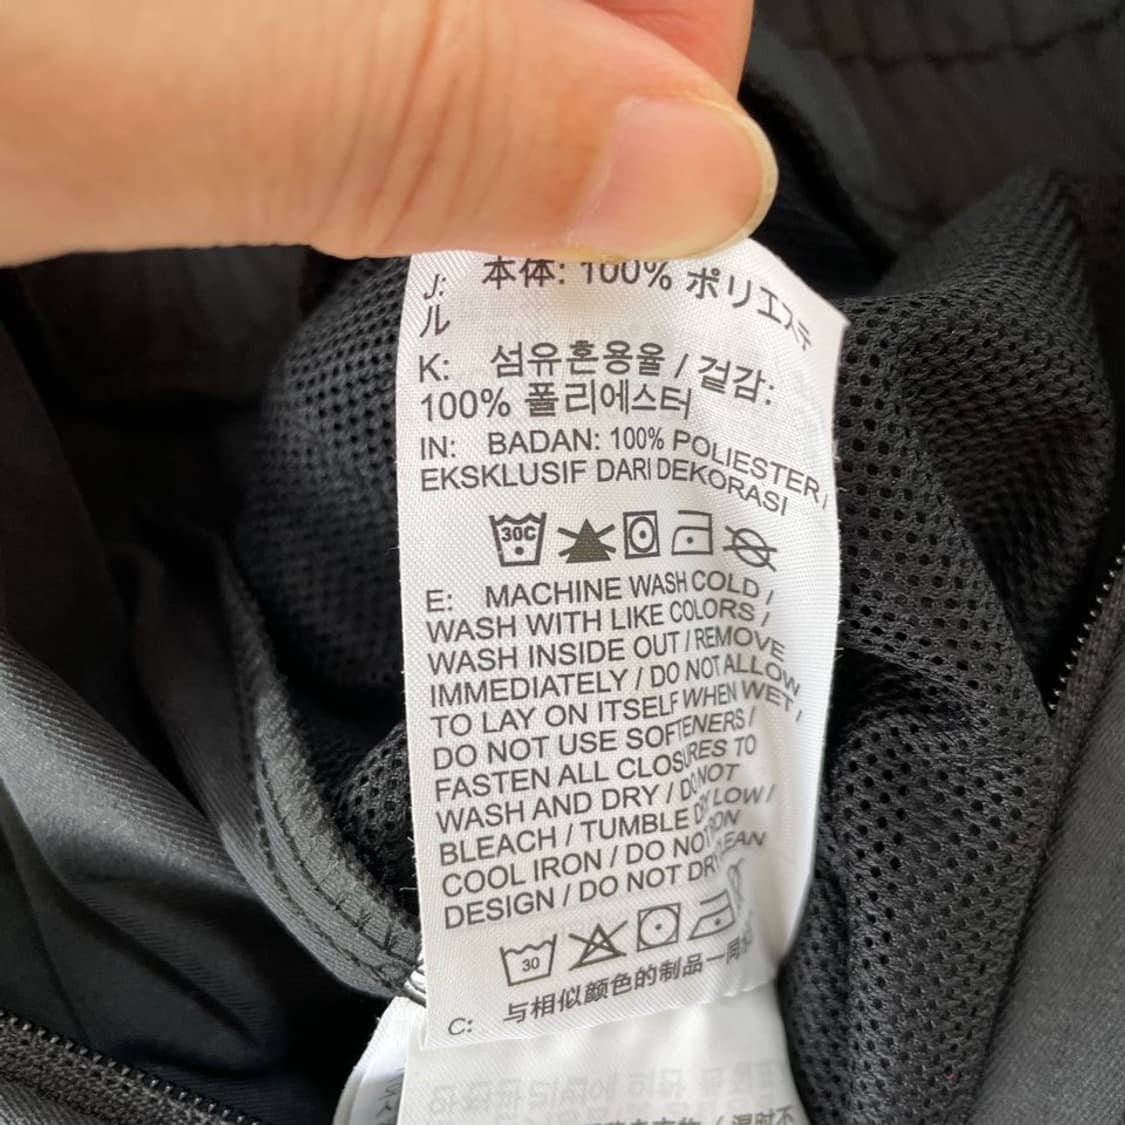 J: 本体: 100% ポリエステ
ル
K: 섬유혼용율 / 겉감:
100% 폴리에스터
IN: BADAN: 100% POLIESTER /
EKSKLUSIF DARI DEKORASI
30C
E: MACHINE WASH COLD /
WASH WITH LIKE COLORS /
WASH INSIDE OUT / REMOVE
IMMEDIATELY / DO NOT ALLOW
TO LAY ON ITSELF WHEN WET /
DO NOT USE SOFTENERS /
FASTEN ALL CLOSURES TO
WASH AND DRY / DO NOT
BLEACH / TUMBLE DRY LOW /
COOL IRON / DO NOT IRON
DESIGN / DO NOT DRY CLEAN
30
C: 与相似颜色的制品一同水